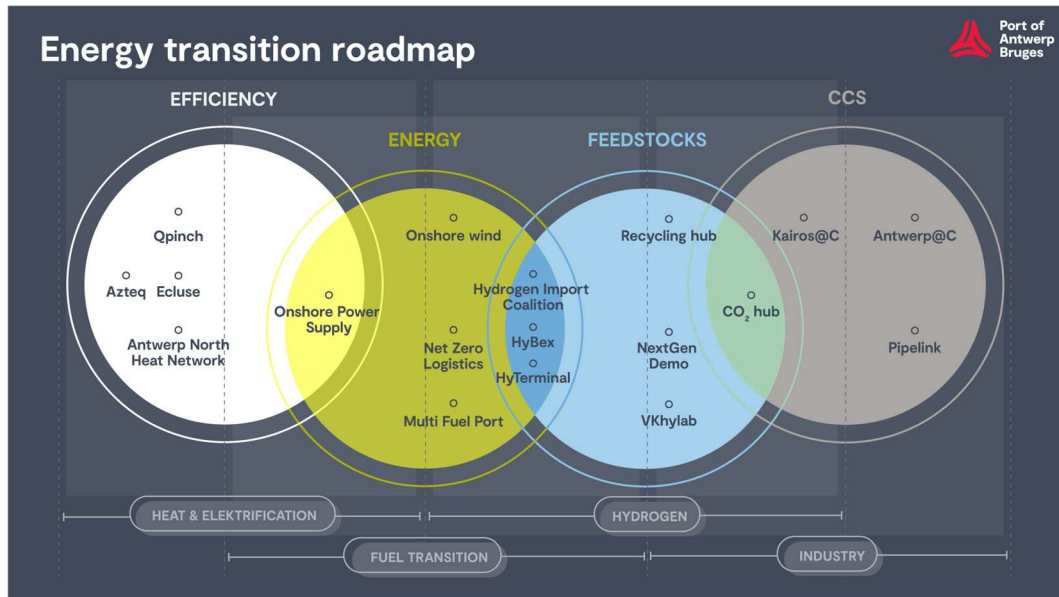 Energy transition roadmap
Port of
Antwerp
Bruges
EFFICIENCY
CCS
ENERGY
FEEDSTOCKS
Qpinch
Azteq
Ecluse
Antwerp North
Heat Network
Onshore Power
Supply
Onshore wind
Net Zero
Logistics
Multi Fuel Port
Hydrogen Import
Coalition
HyBex
HyTerminal
Recycling hub
NextGen
Demo
VKhylab
CO₂ hub
Kairos@C
Antwerp@C
Pipelink
HEAT & ELEKTRIFICATION
HYDROGEN
FUEL TRANSITION
INDUSTRY